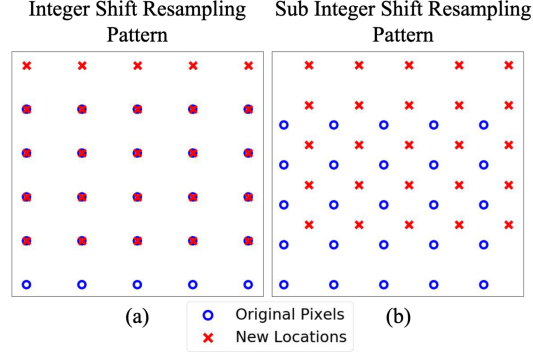 Integer Shift Resampling
Pattern
Sub Integer Shift Resampling
Pattern
(a)
(b)
Original Pixels
New Locations